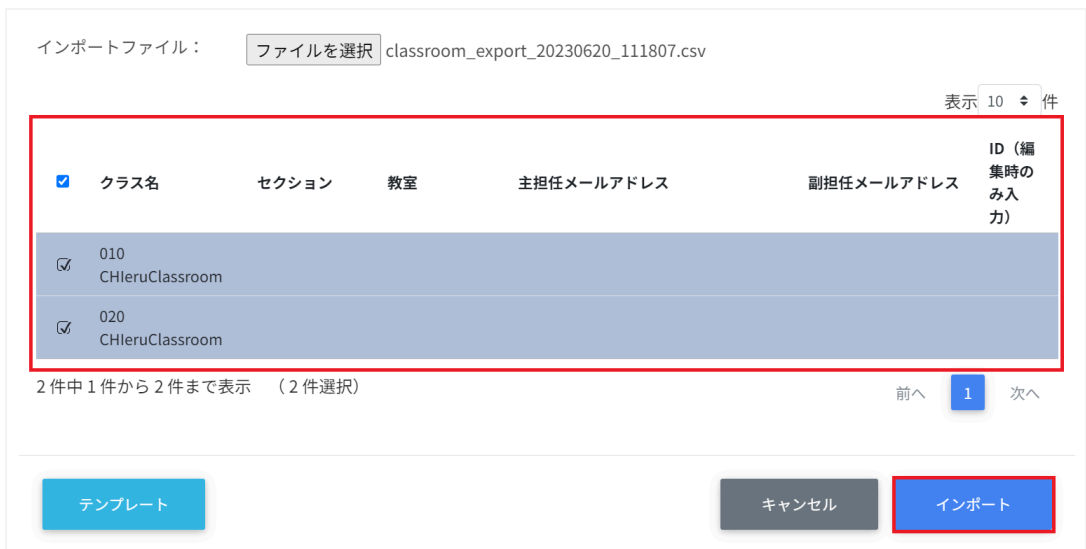 インポートファイル： ファイルを選択 classroom_export_20230620_111807.csv
表示 10 件
クラス名 セクション 教室 主担任メールアドレス 副担任メールアドレス ID（編
集時の
み入
力）
010
CHIeruClassroom
020
CHIeruClassroom
2 件中 1 件から 2 件まで表示 （ 2 件選択）
前へ 1 次へ
テンプレート キャンセル インポート